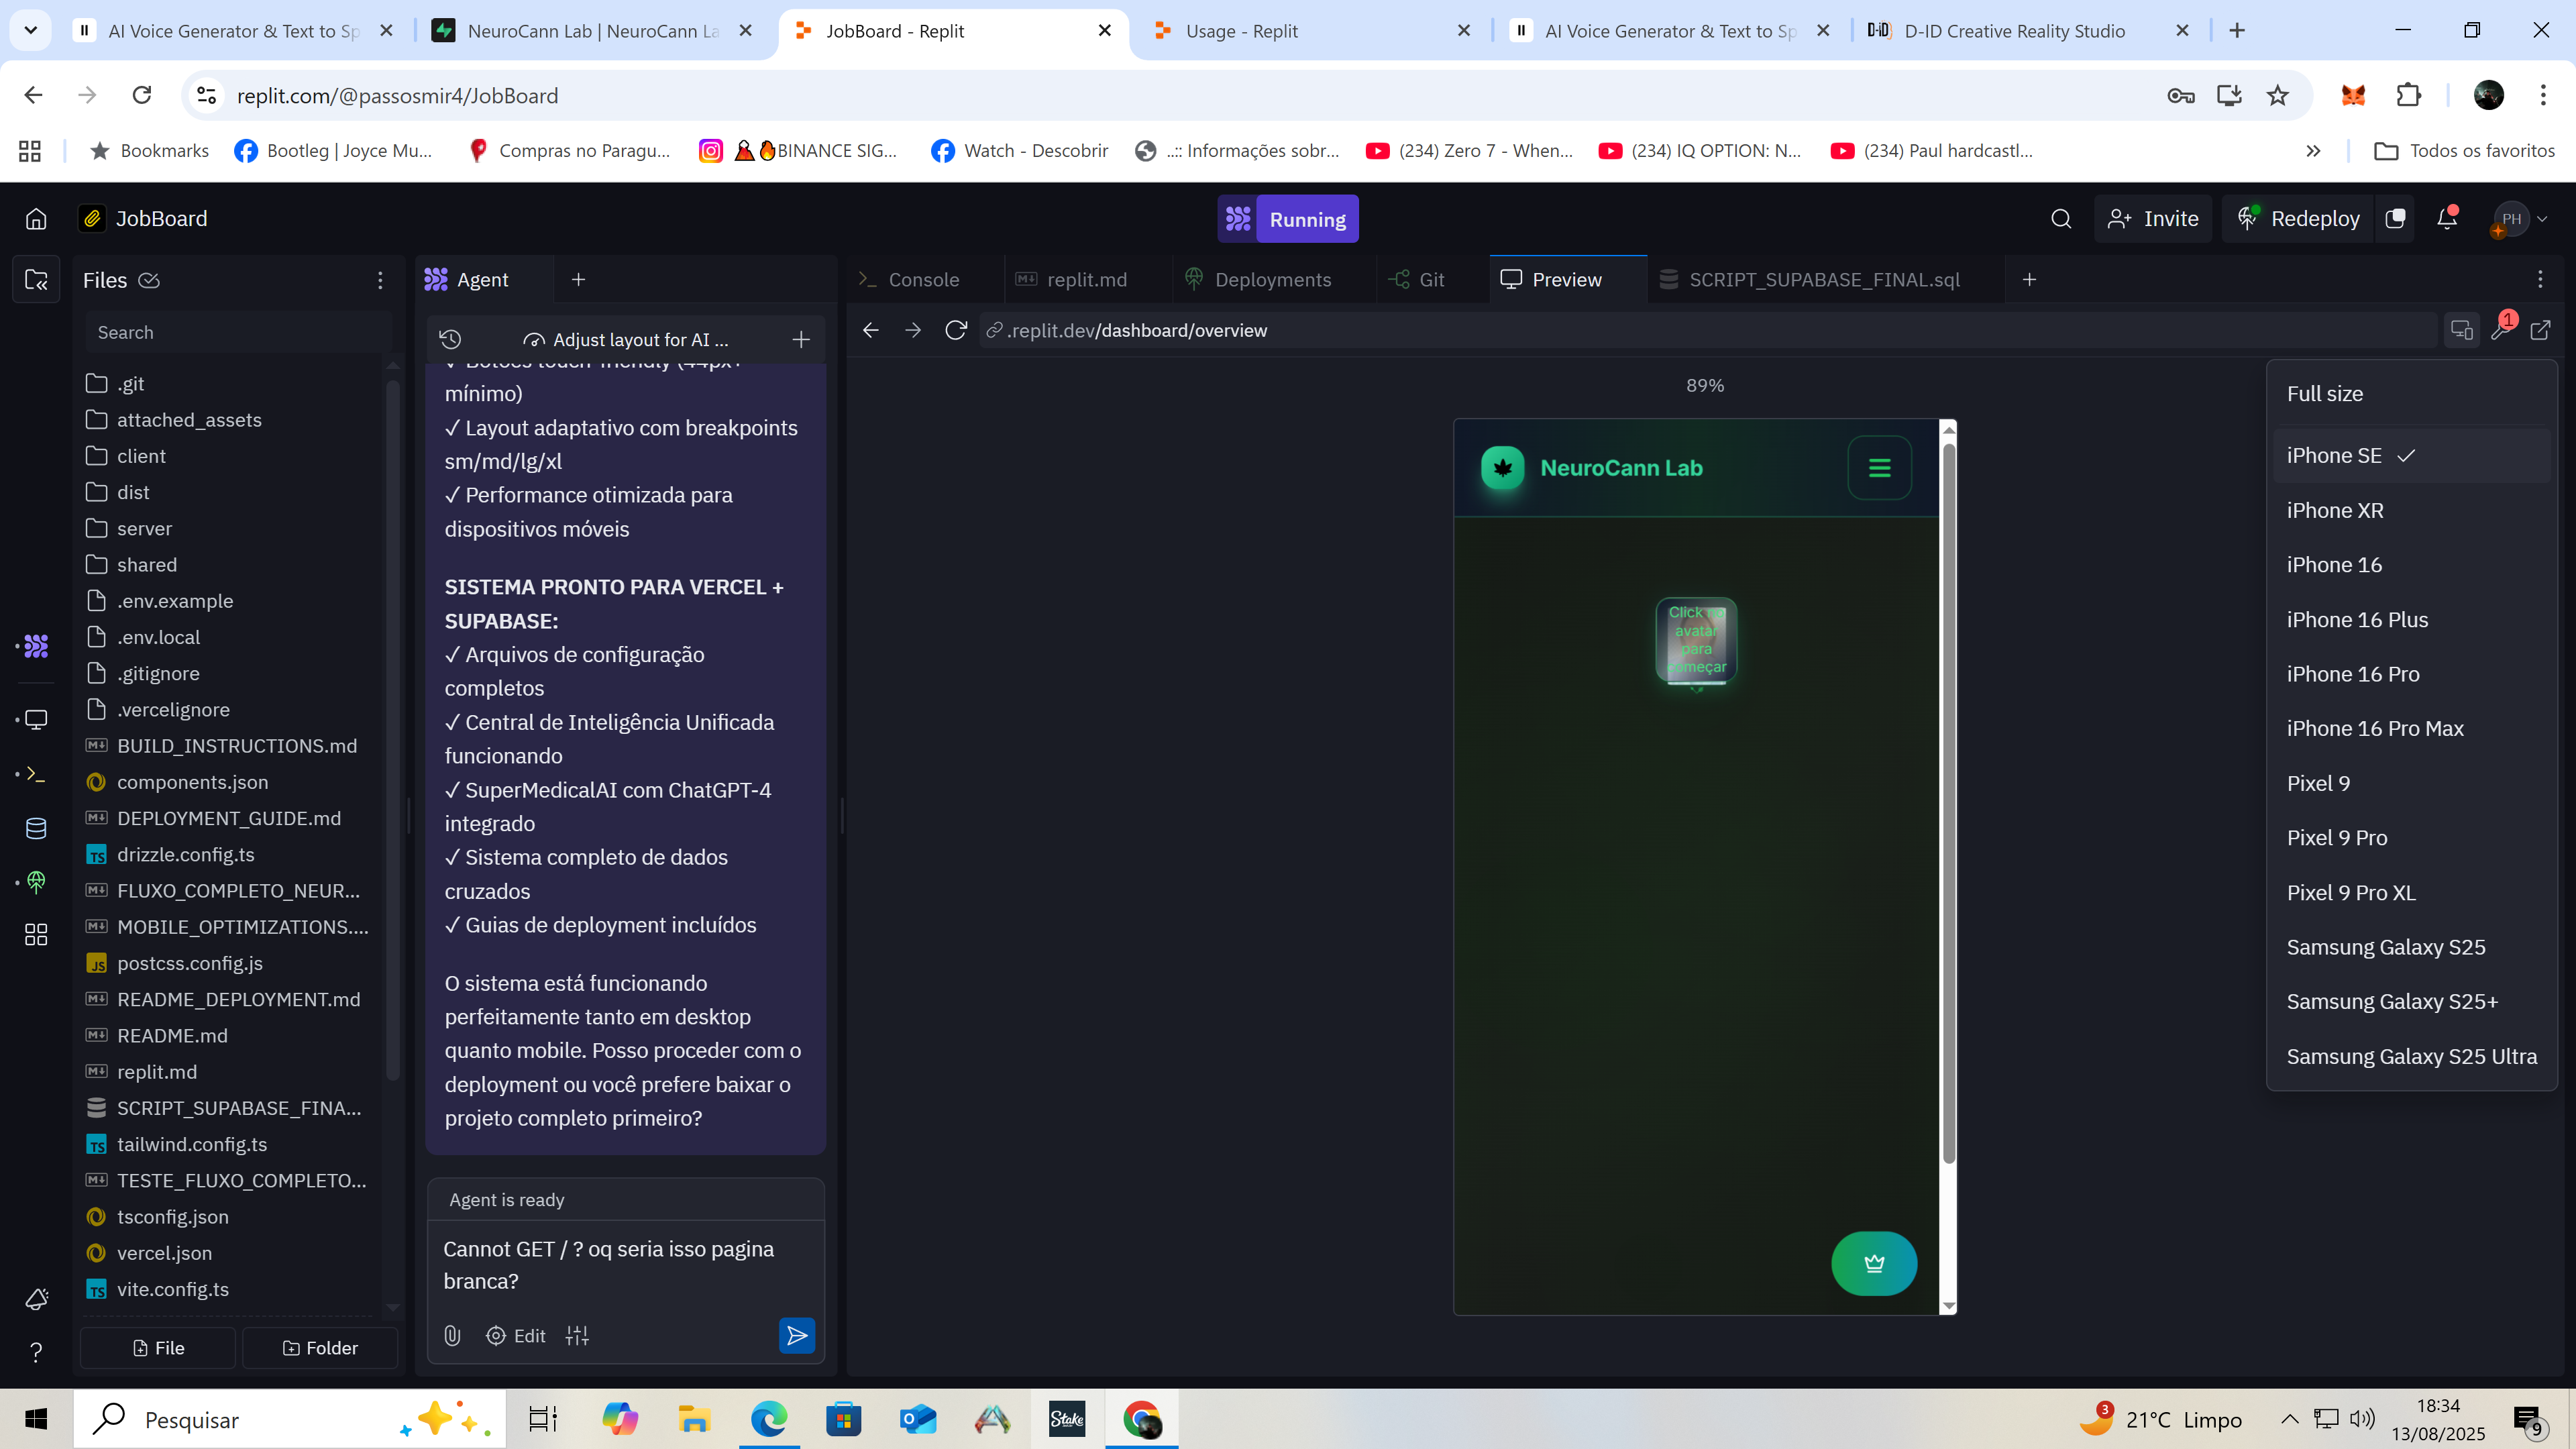 AI Voice Generator & Text to Sp
NeuroCann Lab | NeuroCann La
JobBoard - Replit
Usage - Replit
AI Voice Generator & Text to Sp
D-ID Creative Reality Studio
replit.com/@passosmir4/JobBoard
Bookmarks
Bootleg | Joyce Mu...
Compras no Paragu...
BINANCE SIG...
Watch - Descobrir
..:: Informações sobr...
(234) Zero 7 - When...
(234) IQ OPTION: N...
(234) Paul hardcastl...
Todos os favoritos
JobBoard
Running
Invite
Redeploy
PH
Files
Agent
Console
replit.md
Deployments
Git
Preview
SCRIPT_SUPABASE_FINAL.sql
Search
Adjust layout for AI ...
.replit.dev/dashboard/overview
1
.git
attached_assets
client
dist
server
shared
.env.example
.env.local
.gitignore
.vercelignore
BUILD_INSTRUCTIONS.md
components.json
DEPLOYMENT_GUIDE.md
drizzle.config.ts
FLUXO_COMPLETO_NEUR...
MOBILE_OPTIMIZATIONS....
postcss.config.js
README_DEPLOYMENT.md
README.md
replit.md
SCRIPT_SUPABASE_FINA...
tailwind.config.ts
TESTE_FLUXO_COMPLETO...
tsconfig.json
vercel.json
vite.config.ts
File
Folder
✓ Botões touch-friendly (44px+
mínimo)
✓ Layout adaptativo com breakpoints
sm/md/lg/xl
✓ Performance otimizada para
dispositivos móveis
SISTEMA PRONTO PARA VERCEL +
SUPABASE:
✓ Arquivos de configuração
completos
✓ Central de Inteligência Unificada
funcionando
✓ SuperMedicalAI com ChatGPT-4
integrado
✓ Sistema completo de dados
cruzados
✓ Guias de deployment incluídos
O sistema está funcionando
perfeitamente tanto em desktop
quanto mobile. Posso proceder com o
deployment ou você prefere baixar o
projeto completo primeiro?
Agent is ready
Cannot GET / ? oq seria isso pagina
branca?
Edit
89%
NeuroCann Lab
Click no
avatar
para
começar
Full size
iPhone SE
iPhone XR
iPhone 16
iPhone 16 Plus
iPhone 16 Pro
iPhone 16 Pro Max
Pixel 9
Pixel 9 Pro
Pixel 9 Pro XL
Samsung Galaxy S25
Samsung Galaxy S25+
Samsung Galaxy S25 Ultra
Pesquisar
Stake
3
21°C Limpo
18:34
13/08/2025
9